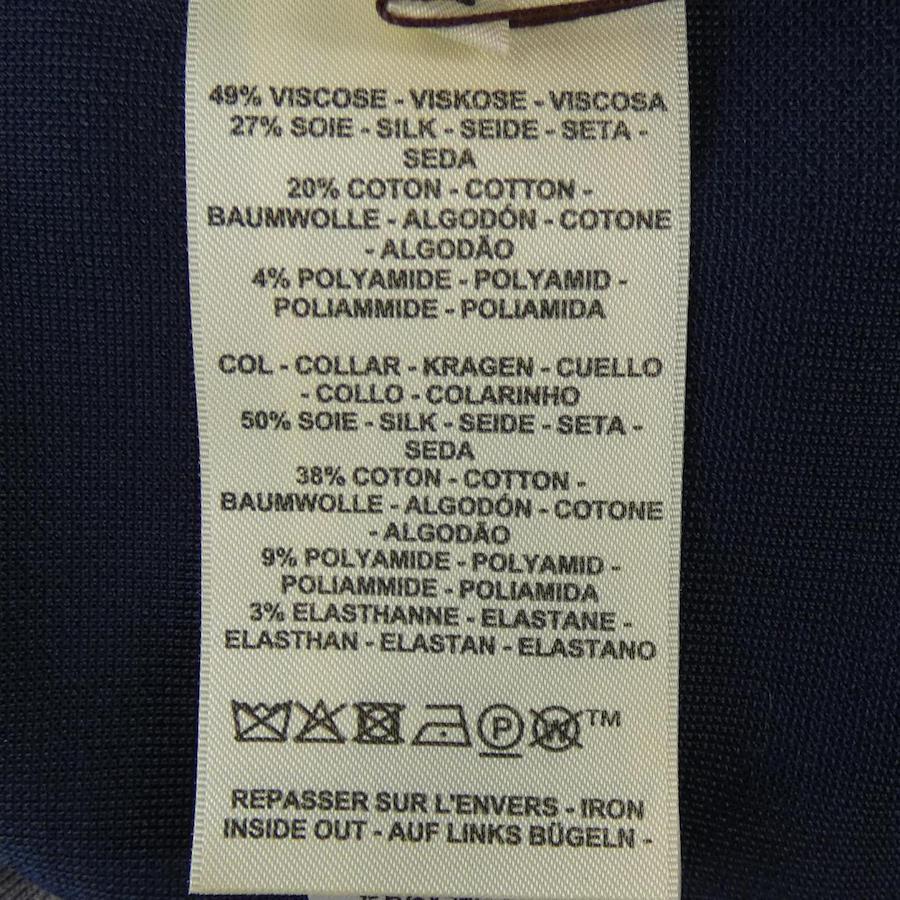 49% VISCOSE - VISKOSE - VISCOSA
27% SOIE - SILK - SEIDE - SETA -
SEDA
20% COTON - COTTON -
BAUMWOLLE - ALGODÓN - COTONE
- ALGODÃO
4% POLYAMIDE - POLYAMID -
POLIAMMIDE - POLIAMIDA
COL - COLLAR - KRAGEN - CUELLO
- COLLO - COLARINHO
50% SOIE - SILK - SEIDE - SETA -
SEDA
38% COTON - COTTON -
BAUMWOLLE - ALGODÓN - COTONE
- ALGODÃO
9% POLYAMIDE - POLYAMID -
POLIAMMIDE - POLIAMIDA
3% ELASTHANNE - ELASTANE -
ELASTHAN - ELASTAN - ELASTANO
P W TM
REPASSER SUR L'ENVERS - IRON
INSIDE OUT - AUF LINKS BÜGELN -